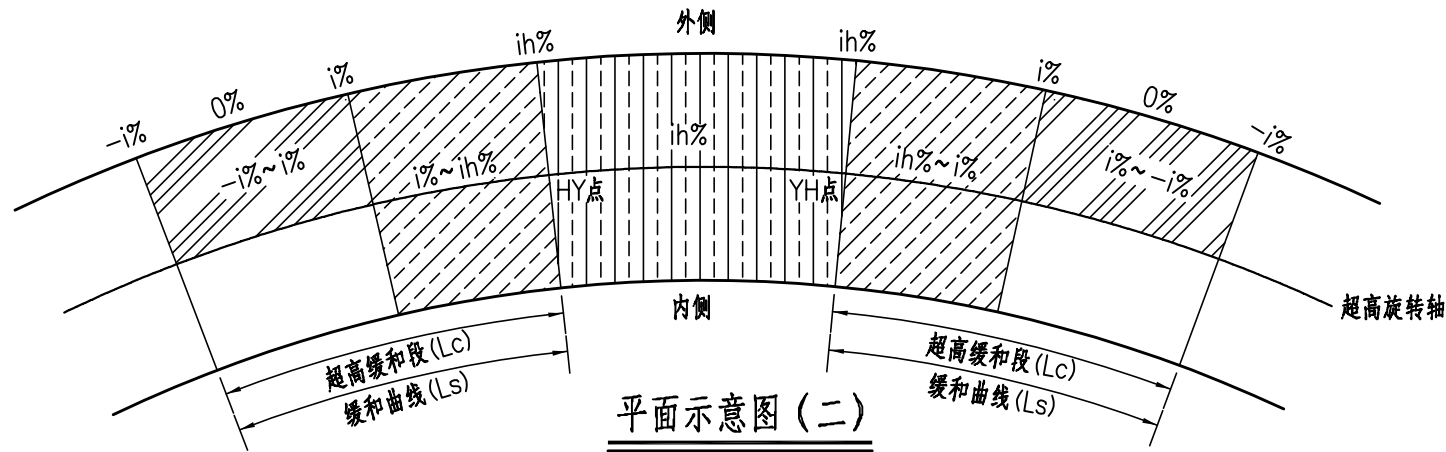 外侧
ih%
ih%
i%
i%
0%
0%
-i%
-i%
-i%~i%
i%~ih%
ih%
ih%~i%
i%~-i%
HY点
YH点
内侧
超高旋转轴
超高缓和段(Lc)
缓和曲线(Ls)
超高缓和段(Lc)
缓和曲线(Ls)
平面示意图（二）